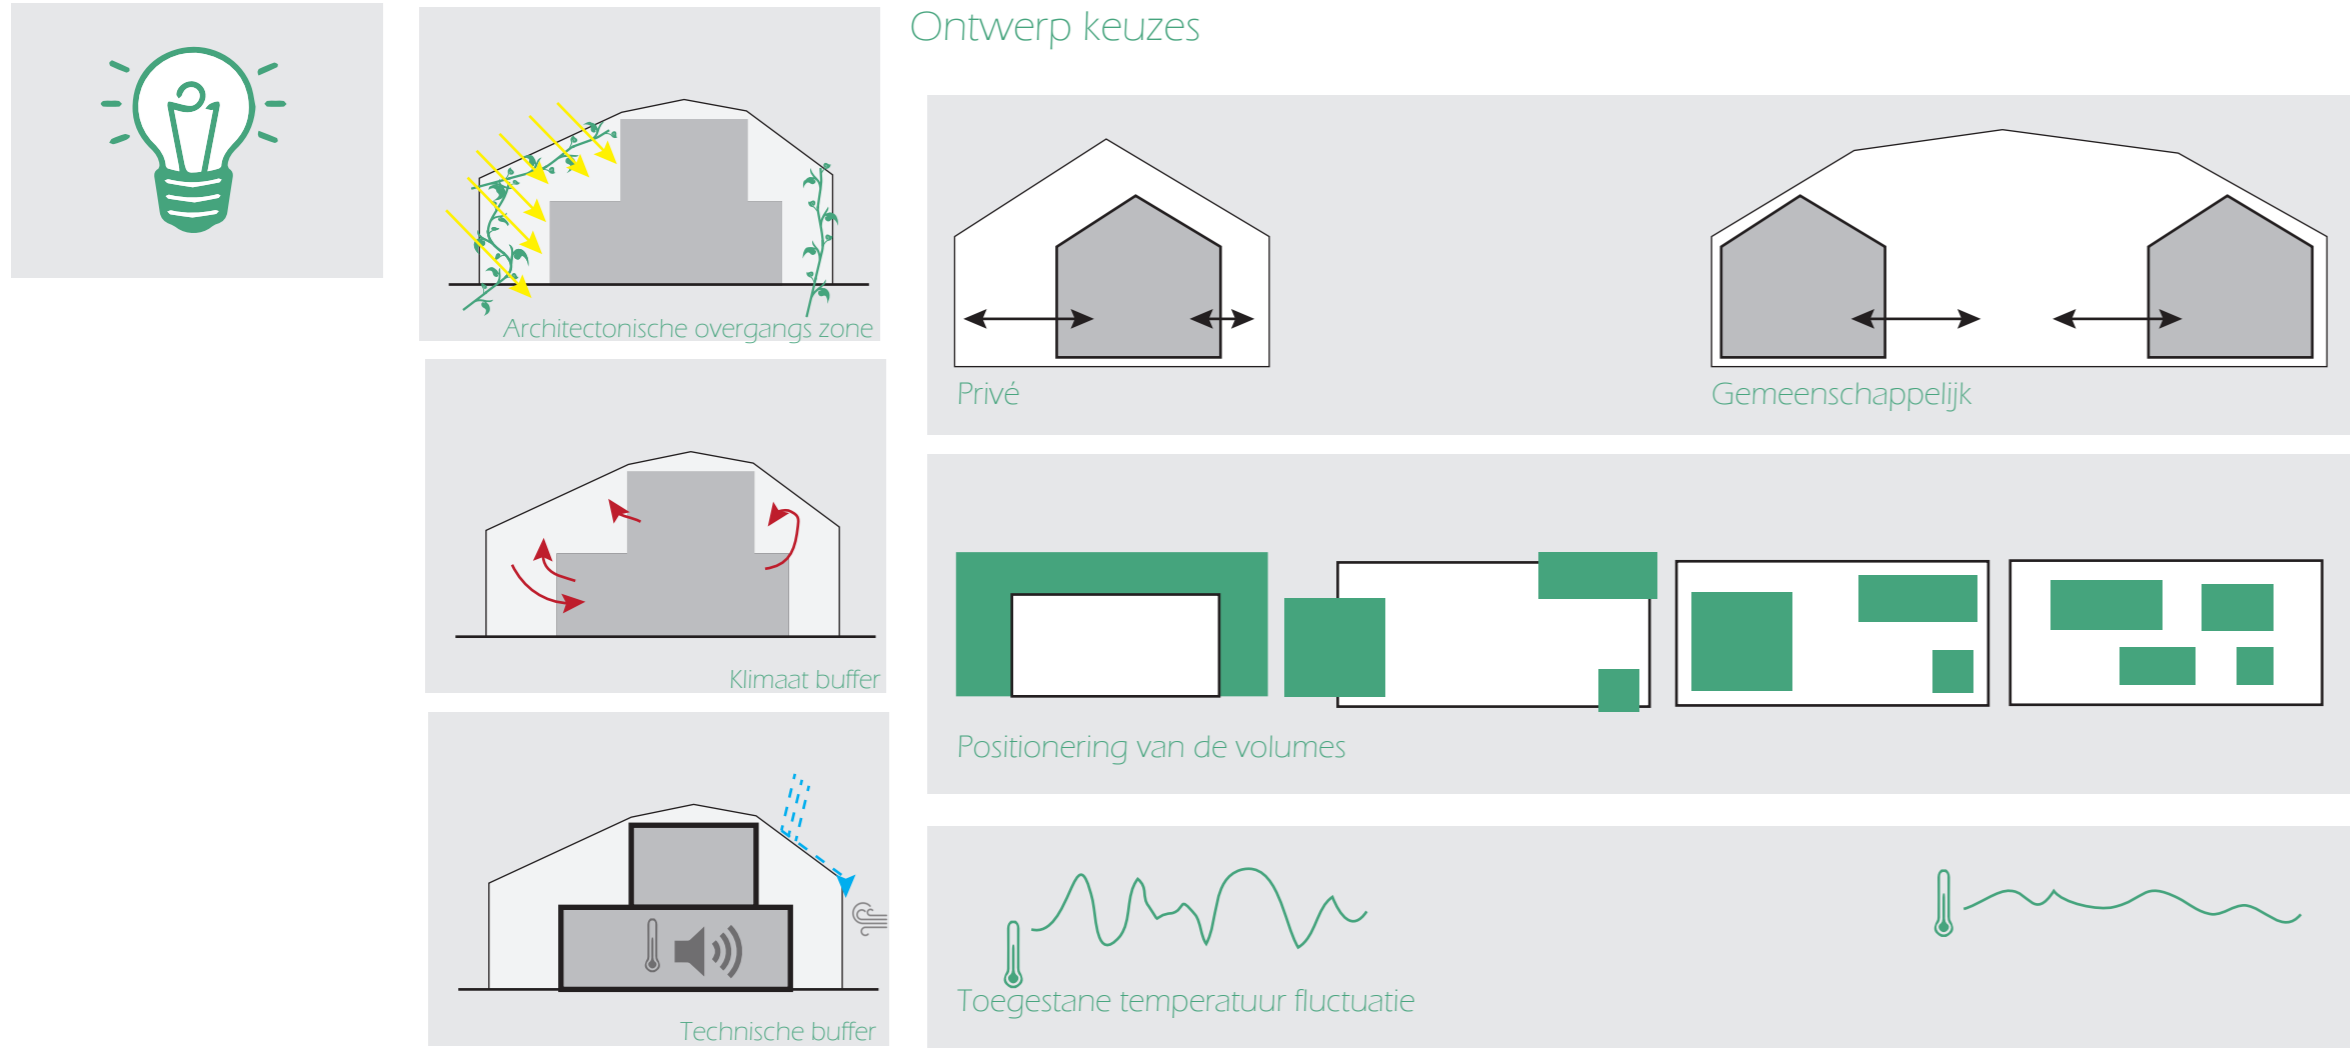 Ontwerp keuzes
Architectonische overgangs zone
Klimaat buffer
Technische buffer
Privé
Gemeenschappelijk
Positionering van de volumes
Toegestane temperatuur fluctuatie